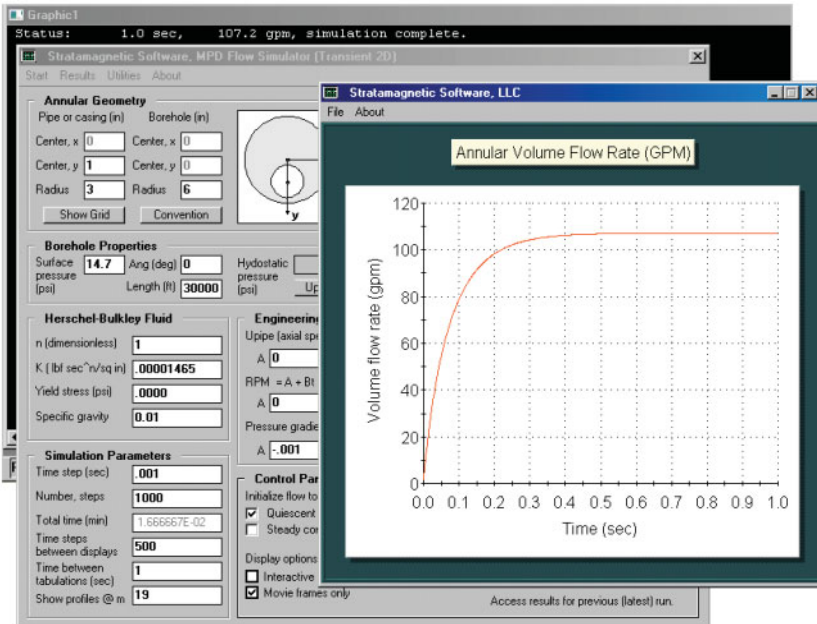 Graphic1
Status: 1.0 sec, 107.2 gpm, simulation complete.
Stratamagnetic Software, MPD Flow Simulator (Transient 2D)
Start Results Utilities About
Annular Geometry
Pipe or casing (in) Borehole (in)
Center, x 0 Center, x 0
Center, y 1 Center, y 0
Radius 3 Radius 6
Show Grid Convention
y
Borehole Properties
Surface pressure (psi) 14.7 Ang (deg) 0
Length (ft) 30000
Hydostatic pressure (psi)
Herschel-Bulkley Fluid
n (dimensionless) 1
K ( lbf sec^n/sq in) .00001465
Yield stress (psi) .0000
Specific gravity 0.01
Engineering
Upipe (axial spe
A 0
RPM = A + Bt
A 0
Pressure gradie
A -.001
Simulation Parameters
Time step (sec) .001
Number, steps 1000
Total time (min) 1.666667E-02
Time steps between displays 500
Time between tabulations (sec) 1
Show profiles @ m 19
Control Par
Initialize flow to
Quiescent
Steady con
Display options
Interactive
Movie frames only
Access results for previous (latest) run.
Stratamagnetic Software, LLC
File About
Annular Volume Flow Rate (GPM)
Volume flow rate (gpm)
120
100
80
60
40
20
0
0.0 0.1 0.2 0.3 0.4 0.5 0.6 0.7 0.8 0.9 1.0
Time (sec)